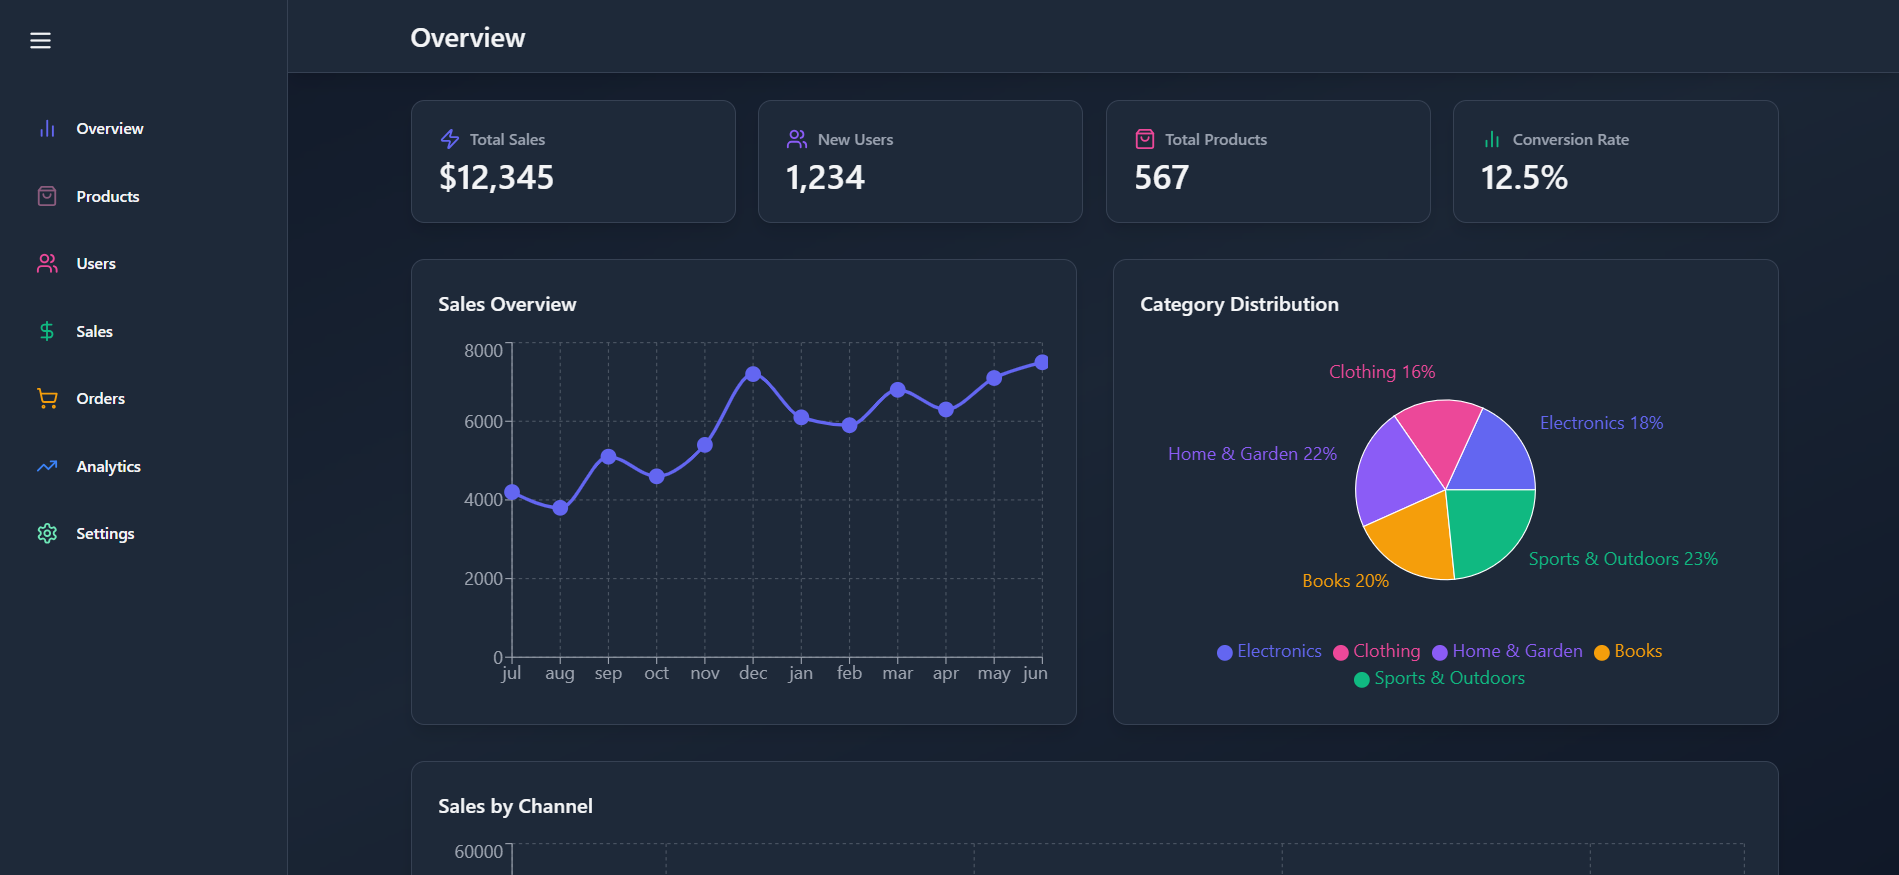 Overview
Products
Users
Sales
Orders
Analytics
Settings
Overview
Total Sales
$12,345
New Users
1,234
Total Products
567
Conversion Rate
12.5%
Sales Overview
8000
6000
4000
2000
0
jul aug sep oct nov dec jan feb mar apr may jun
Category Distribution
Clothing 16%
Electronics 18%
Home & Garden 22%
Sports & Outdoors 23%
Books 20%
Electronics Clothing Home & Garden Books
Sports & Outdoors
Sales by Channel
60000